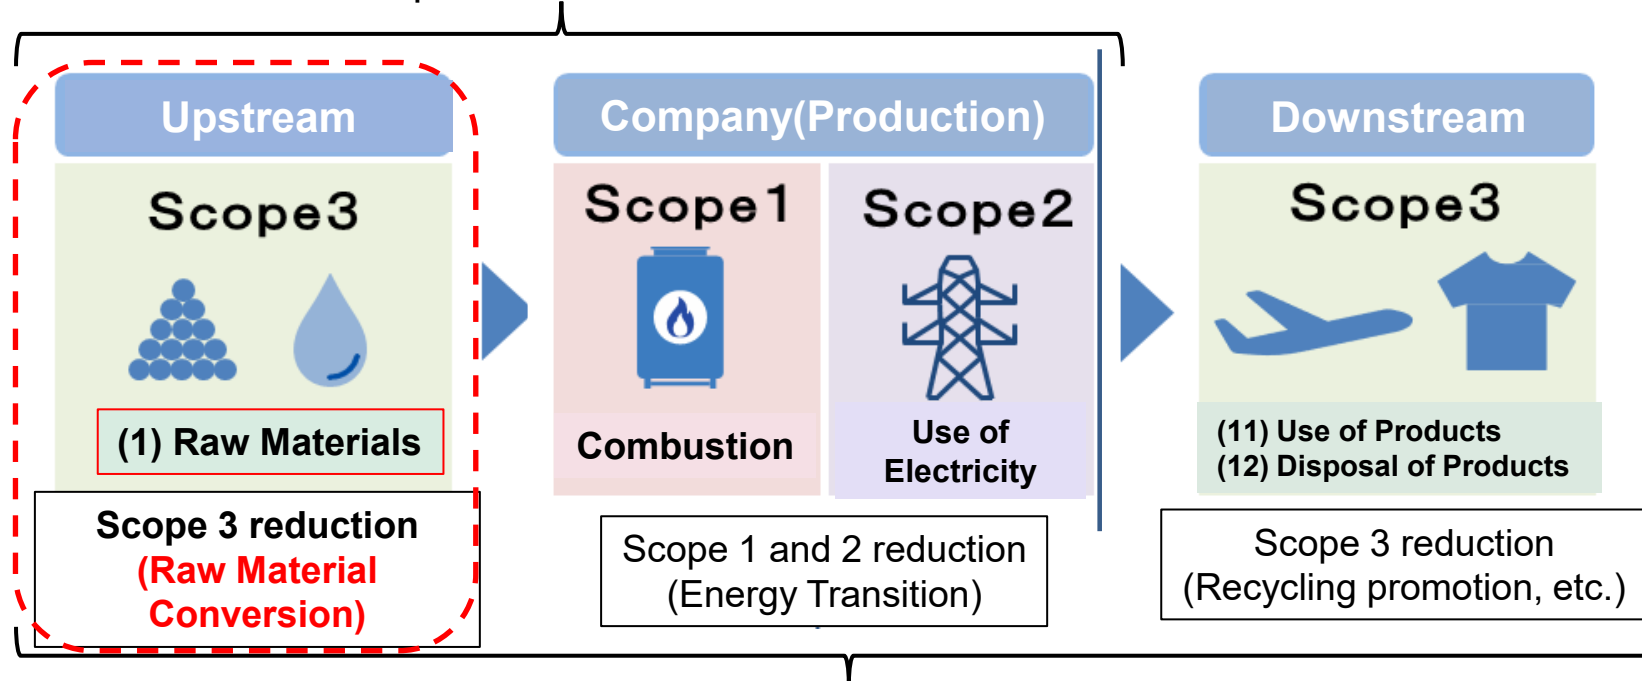 Upstream
Scope3
(1) Raw Materials
Scope 3 reduction
(Raw Material
Conversion)
Company(Production)
Scope1
Combustion
Scope2
Use of
Electricity
Scope 1 and 2 reduction
(Energy Transition)
Downstream
Scope3
(11) Use of Products
(12) Disposal of Products
Scope 3 reduction
(Recycling promotion, etc.)